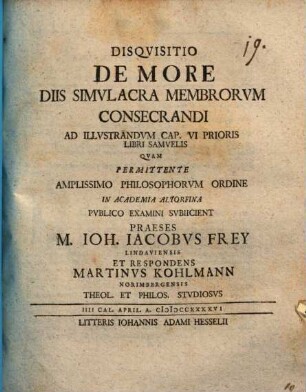 19.
DISQVISITIO
DE MORE
DIIS SIMVLACRA MEMBRORVM
CONSECRANDI
AD ILLVSTRANDVM CAP. VI PRIORIS
LIBRI SAMVELIS
QVAM
PERMITTENTE
AMPLISSIMO PHILOSOPHORVM ORDINE
IN ACADEMIA ALTORFINA
PVBLICO EXAMINI SVBIICIENT
PRAESES
M. IOH. IACOBVS FREY
LINDAVIENSIS
ET RESPONDENS
MARTINVS KOHLMANN
NORIMBERGENSIS
THEOL. ET PHILOS. STVDIOSVS
IIII CAL. APRIL. A. CIↃIↃCCXXXXVI
LITTERIS IOHANNIS ADAMI HESSELII